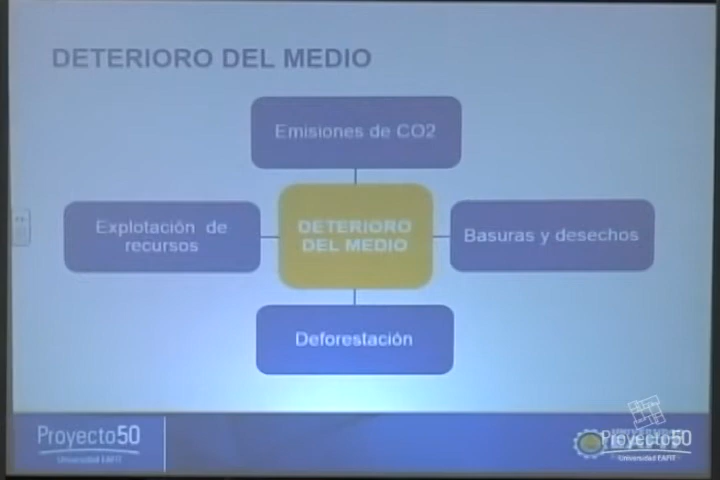 DETERIORO DEL MEDIO
Emisiones de CO2
Explotación de
recursos
DETERIORO
DEL MEDIO
Basuras y desechos
Deforestación
Proyecto50
Universidad EAFIT
Proyecto50
Universidad EAFIT